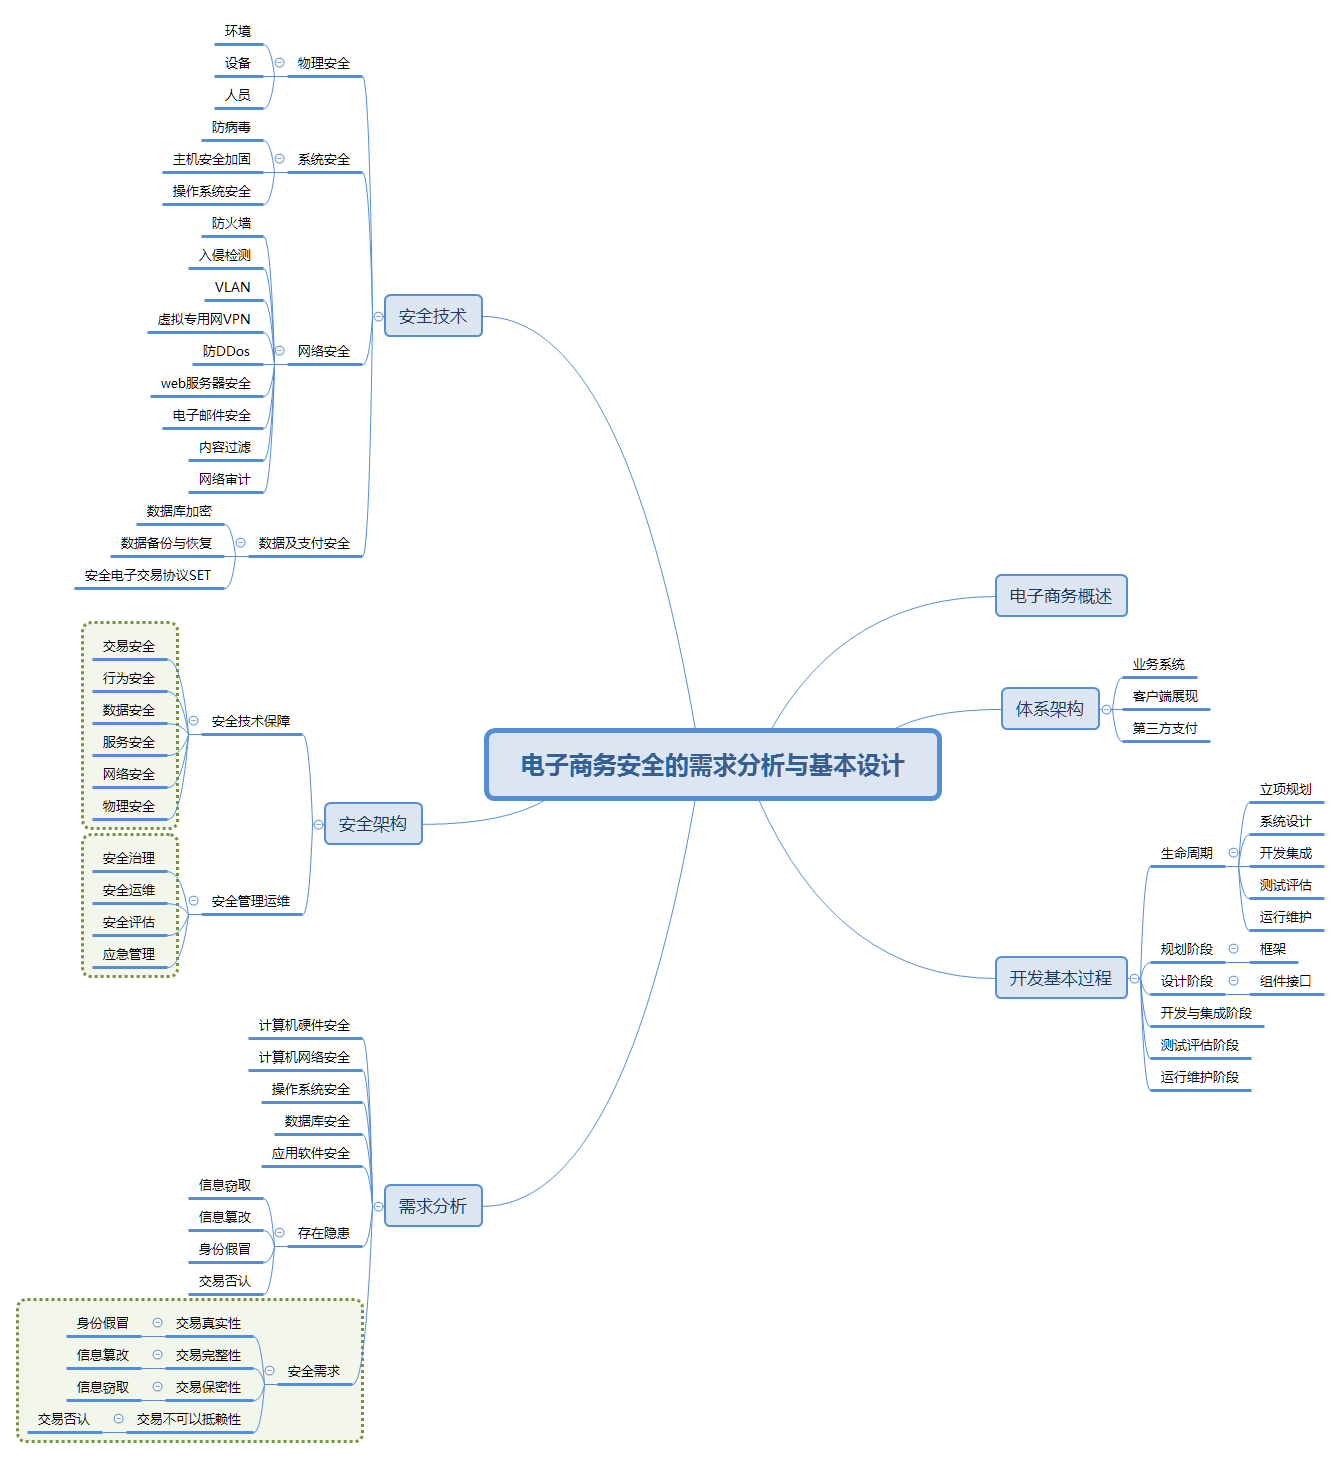 电子商务安全的需求分析与基本设计
电子商务概述
体系架构
业务系统
客户端展现
第三方支付
开发基本过程
生命周期
立项规划
系统设计
开发集成
测试评估
运行维护
规划阶段
框架
设计阶段
组件接口
开发与集成阶段
测试评估阶段
运行维护阶段
安全技术
物理安全
环境
设备
人员
系统安全
防病毒
主机安全加固
操作系统安全
网络安全
防火墙
入侵检测
VLAN
虚拟专用网VPN
防DDos
web服务器安全
电子邮件安全
内容过滤
网络审计
数据及支付安全
数据库加密
数据备份与恢复
安全电子交易协议SET
安全架构
安全技术保障
交易安全
行为安全
数据安全
服务安全
网络安全
物理安全
安全管理运维
安全治理
安全运维
安全评估
应急管理
需求分析
计算机硬件安全
计算机网络安全
操作系统安全
数据库安全
应用软件安全
存在隐患
信息窃取
信息篡改
身份假冒
交易否认
安全需求
交易真实性
身份假冒
交易完整性
信息篡改
交易保密性
信息窃取
交易不可以抵赖性
交易否认